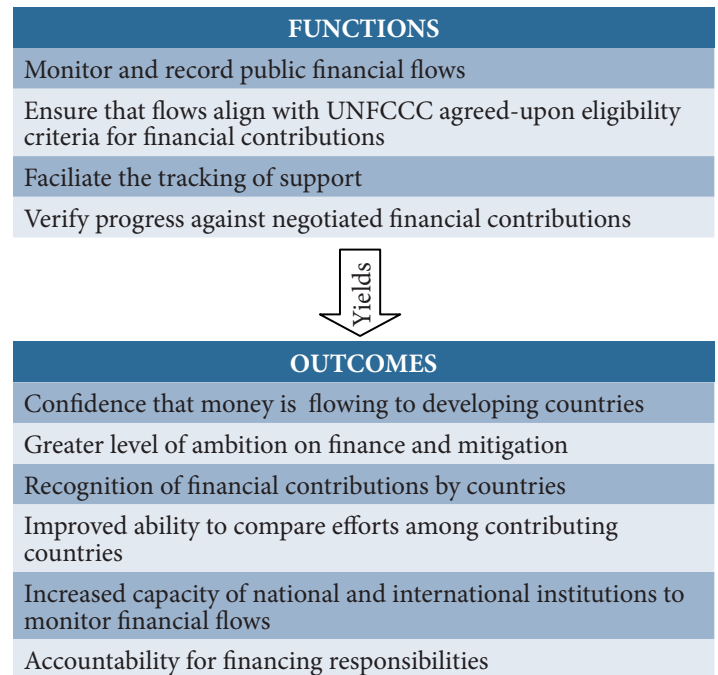 FUNCTIONS
Monitor and record public financial flows
Ensure that flows align with UNFCCC agreed-upon eligibility
criteria for financial contributions
Faciliate the tracking of support
Verify progress against negotiated financial contributions
Yields
OUTCOMES
Confidence that money is flowing to developing countries
Greater level of ambition on finance and mitigation
Recognition of financial contributions by countries
Improved ability to compare efforts among contributing
countries
Increased capacity of national and international institutions to
monitor financial flows
Accountability for financing responsibilities